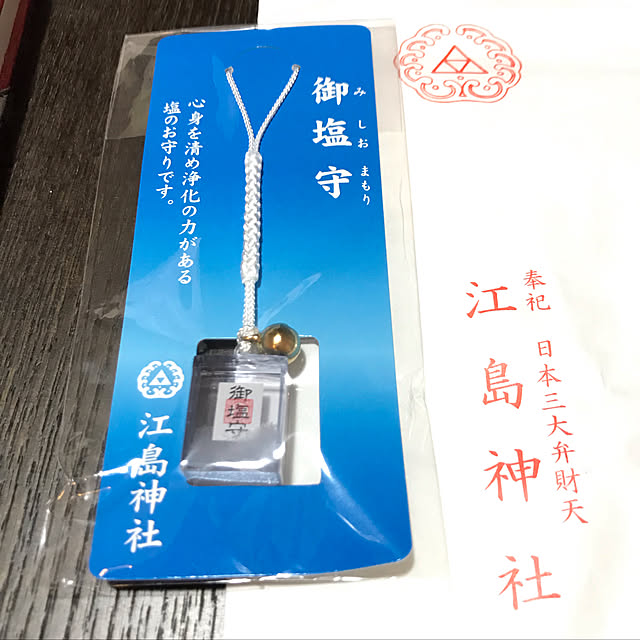 御塩守
み しお まもり
心身を清め浄化の力がある
塩のお守りです。
御塩守
江島神社
奉祀 日本三大弁財天
江島神社